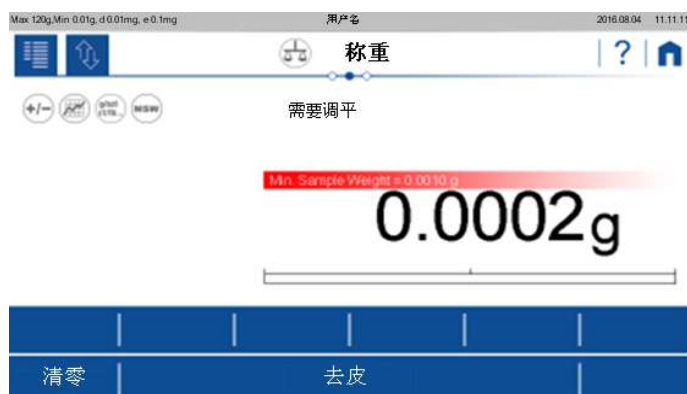 Max 120g,Min 0.01g, d 0.01mg, e 0.1mg 用户名 2016.08.04 11.11.11
称重 ?
+/- MSW 需要调平
Min. Sample Weight = 0.0010 g
0.0002g
清零 去皮